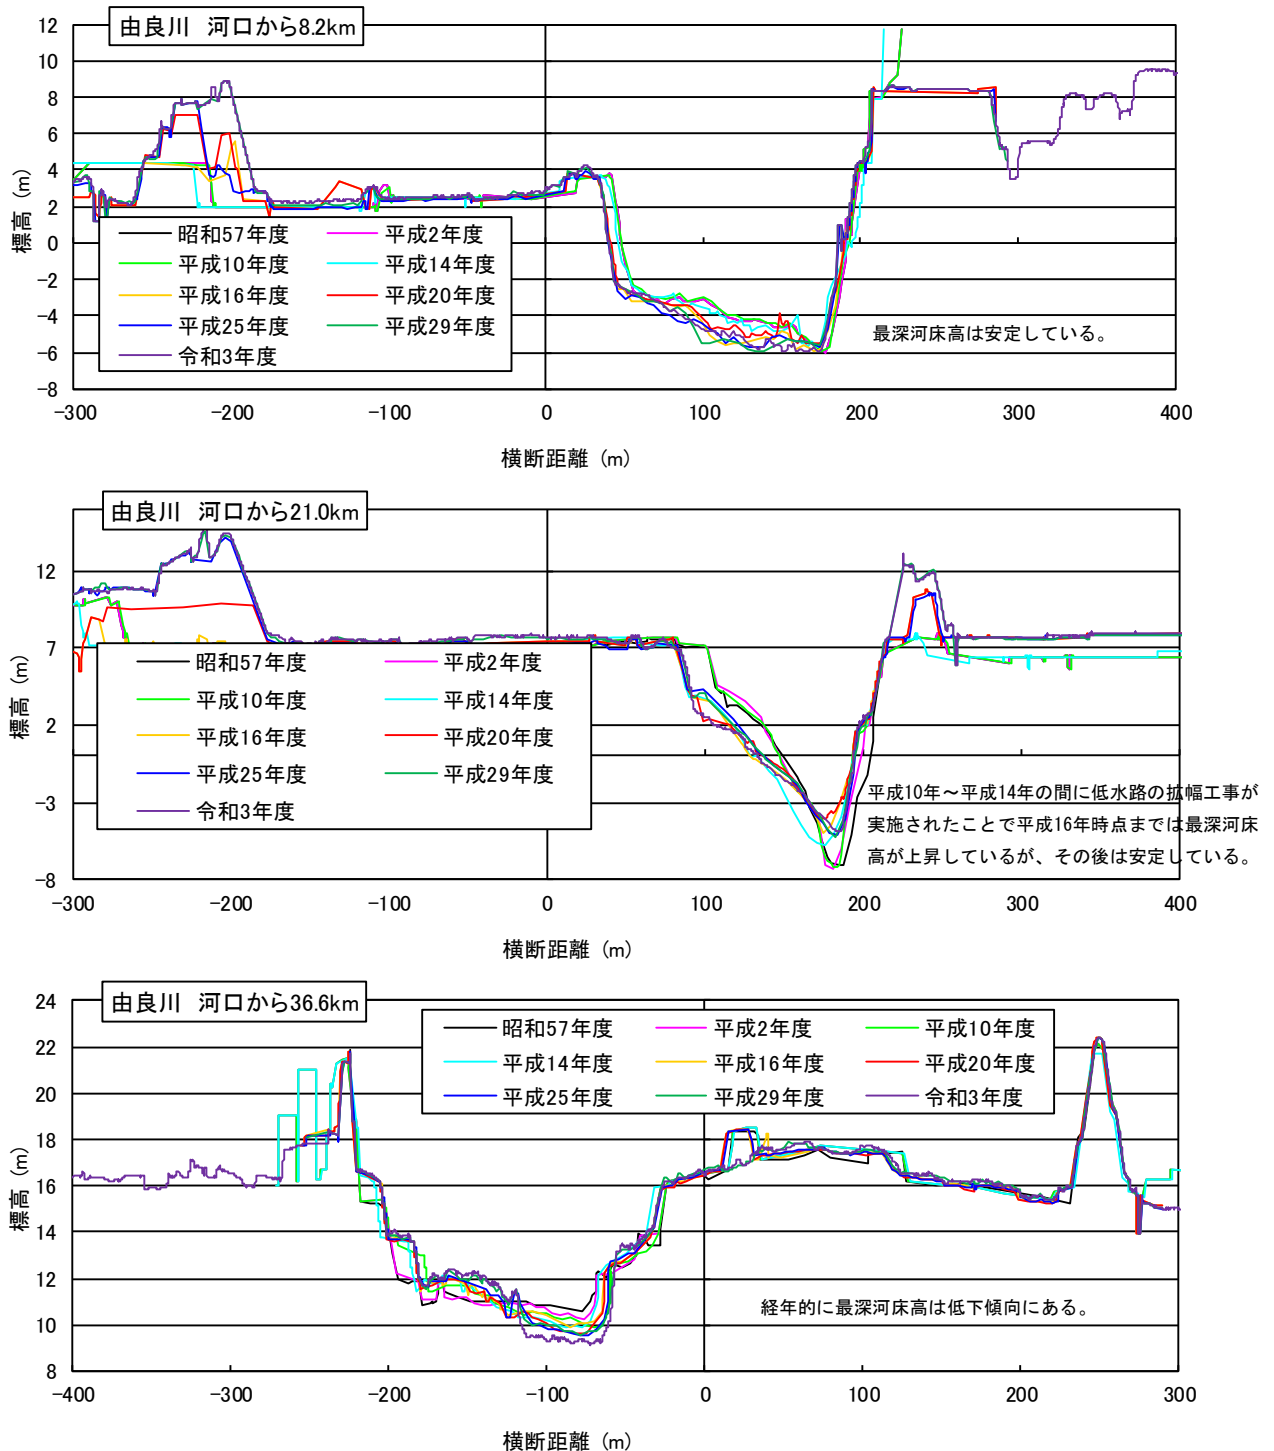 由良川　河口から8.2km
12
12
10
8
6
4
2
0
-2
-4
-6
-8
標高 (m)
昭和57年度
平成2年度
平成10年度
平成14年度
平成16年度
平成20年度
平成25年度
平成29年度
令和3年度
最深河床高は安定している。
-300
-200
-100
0
100
200
300
400
横断距離 (m)
由良川　河口から21.0km
12
7
2
-3
-8
標高 (m)
昭和57年度
平成2年度
平成10年度
平成14年度
平成16年度
平成20年度
平成25年度
平成29年度
令和3年度
平成10年～平成14年の間に低水路の拡幅工事が
実施されたことで平成16年時点までは最深河床
高が上昇しているが、その後は安定している。
-300
-200
-100
0
100
200
300
400
横断距離 (m)
由良川　河口から36.6km
24
22
20
18
16
14
12
10
8
標高 (m)
昭和57年度
平成2年度
平成10年度
平成14年度
平成16年度
平成20年度
平成25年度
平成29年度
令和3年度
経年的に最深河床高は低下傾向にある。
-400
-300
-200
-100
0
100
200
300
横断距離 (m)